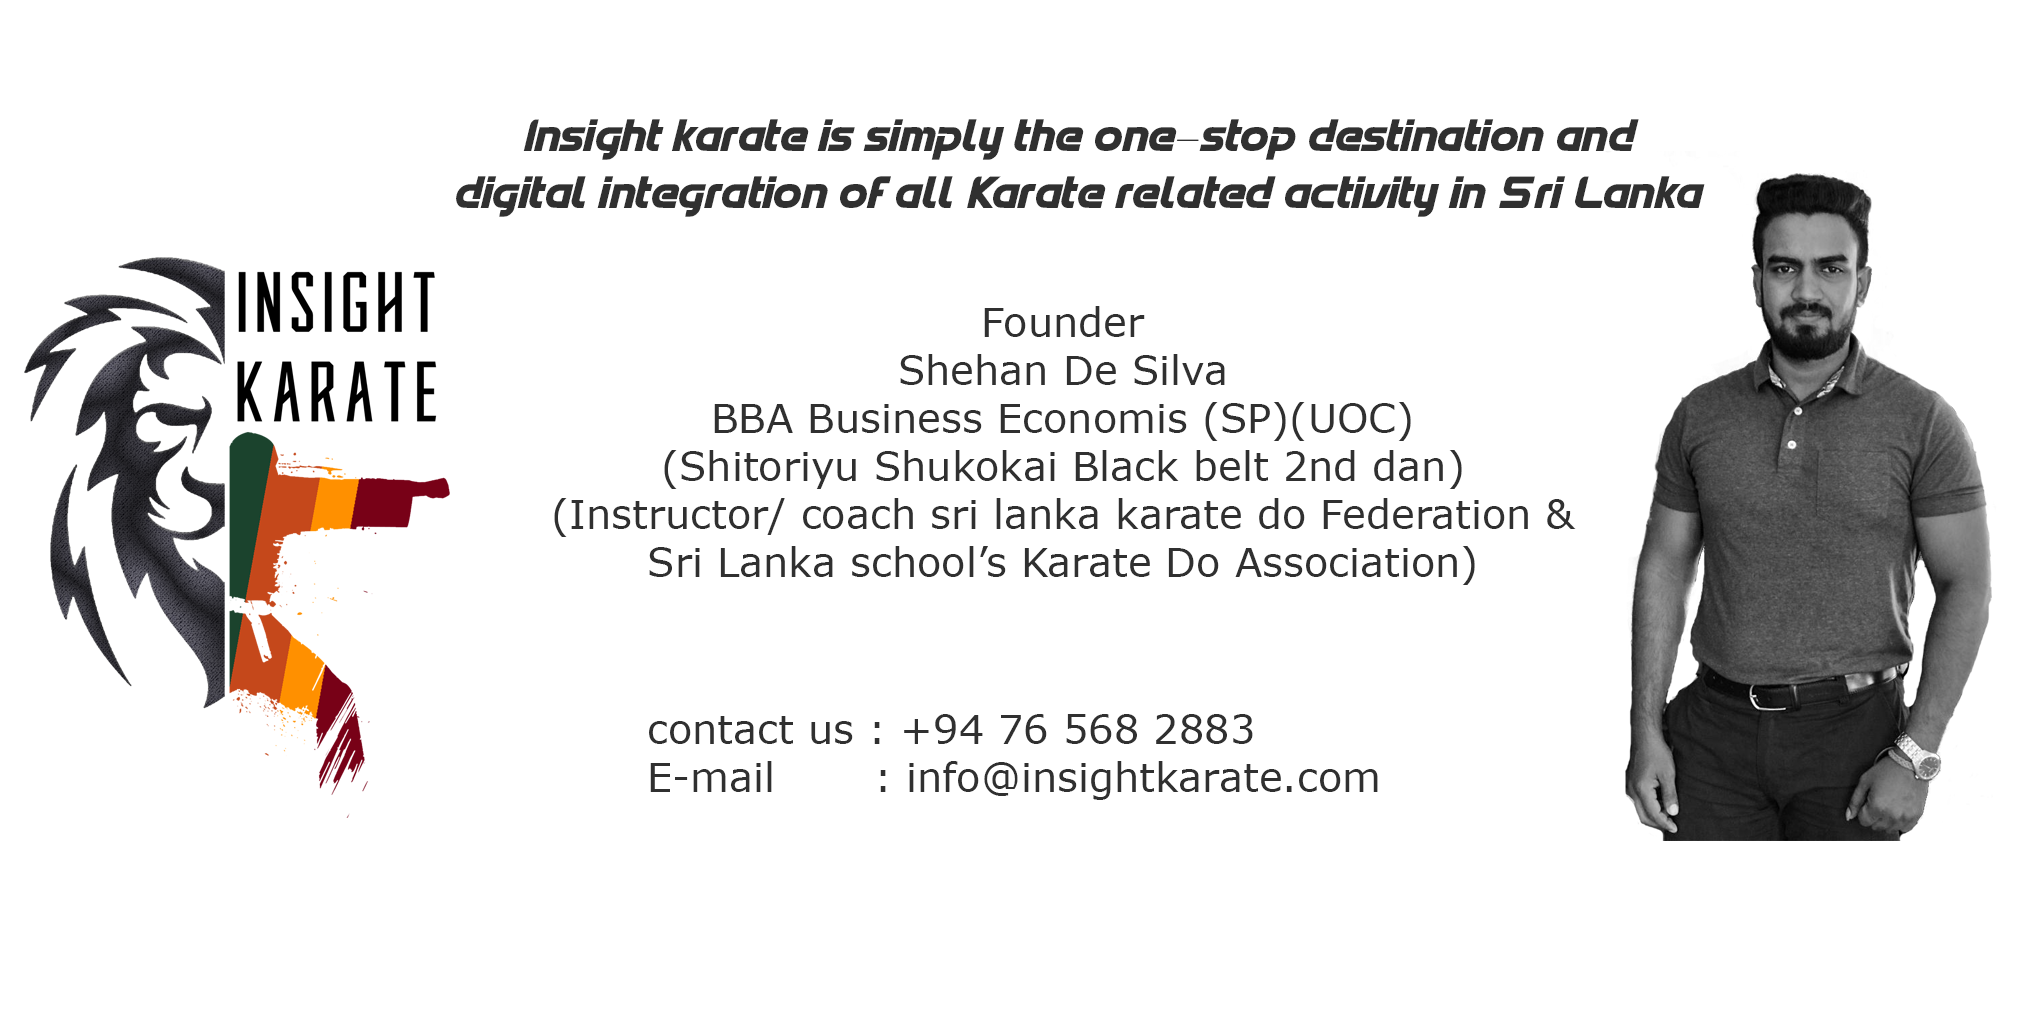 Insight karate is simply the one-stop destination and
digital integration of all Karate related activity in Sri Lanka
INSIGHT
KARATE
Founder
Shehan De Silva
BBA Business Economis (SP)(UOC)
(Shitoriyu Shukokai Black belt 2nd dan)
(Instructor/ coach sri lanka karate do Federation &
Sri Lanka school’s Karate Do Association)
contact us : +94 76 568 2883
E-mail : info@insightkarate.com